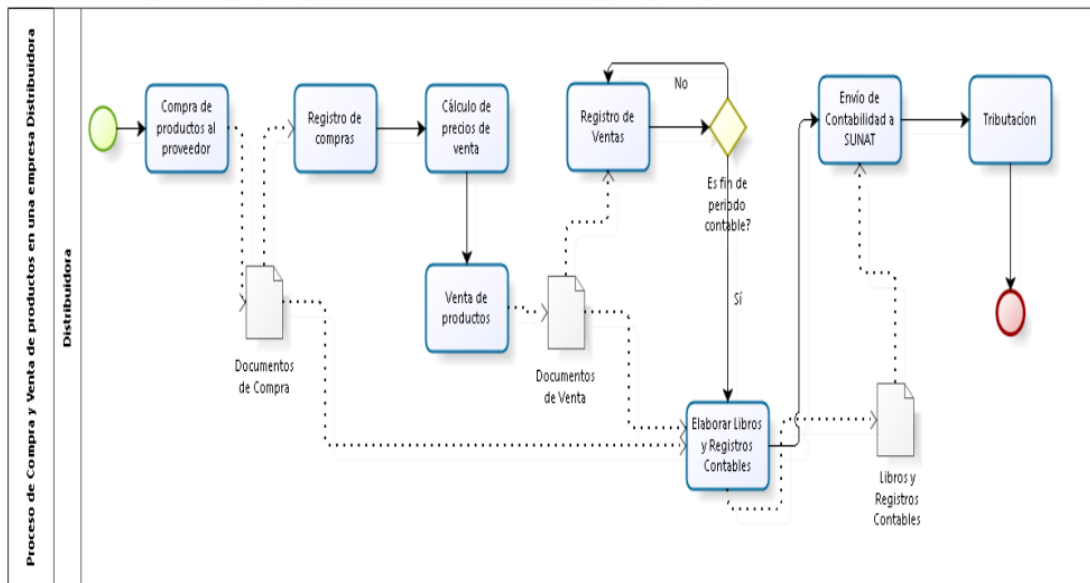 Proceso de Compra y Venta de productos en una empresa Distribuidora
Distribuidora
Compra de
productos al
proveedor
Registro de
compras
Cálculo de
precios de
venta
Registro de
Ventas
No
Es fin de
periodo
contable?
Envío de
Contabilidad a
SUNAT
Tributacíon
Venta de
productos
Sí
Documentos
de Compra
Documentos
de Venta
Elaborar Libros
y Registros
Contables
Libros y
Registros
Contables